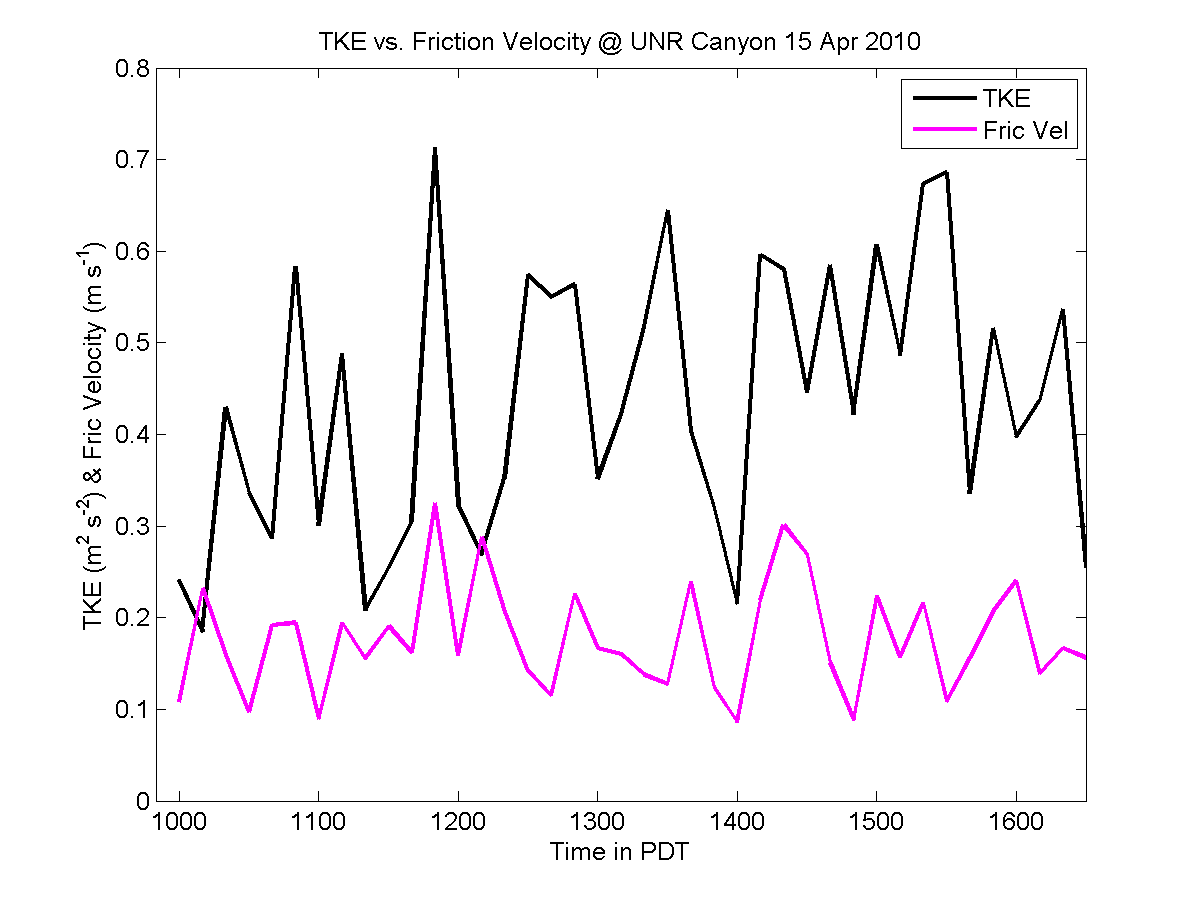 TKE vs. Friction Velocity @ UNR Canyon 15 Apr 2010
TKE
Fric Vel
TKE (m² s⁻²) & Fric Velocity (m s⁻¹)
0.8
0.7
0.6
0.5
0.4
0.3
0.2
0.1
0
1000 1100 1200 1300 1400 1500 1600
Time in PDT